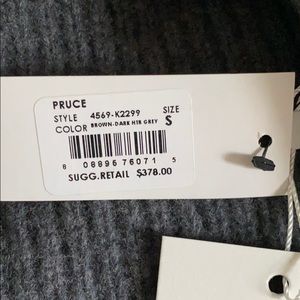 PRUCE
STYLE 4569-K2299 SIZE
COLOR BROWN-DARK HTR GREY S
8 08896 76071 5
SUGG.RETAIL $378.00